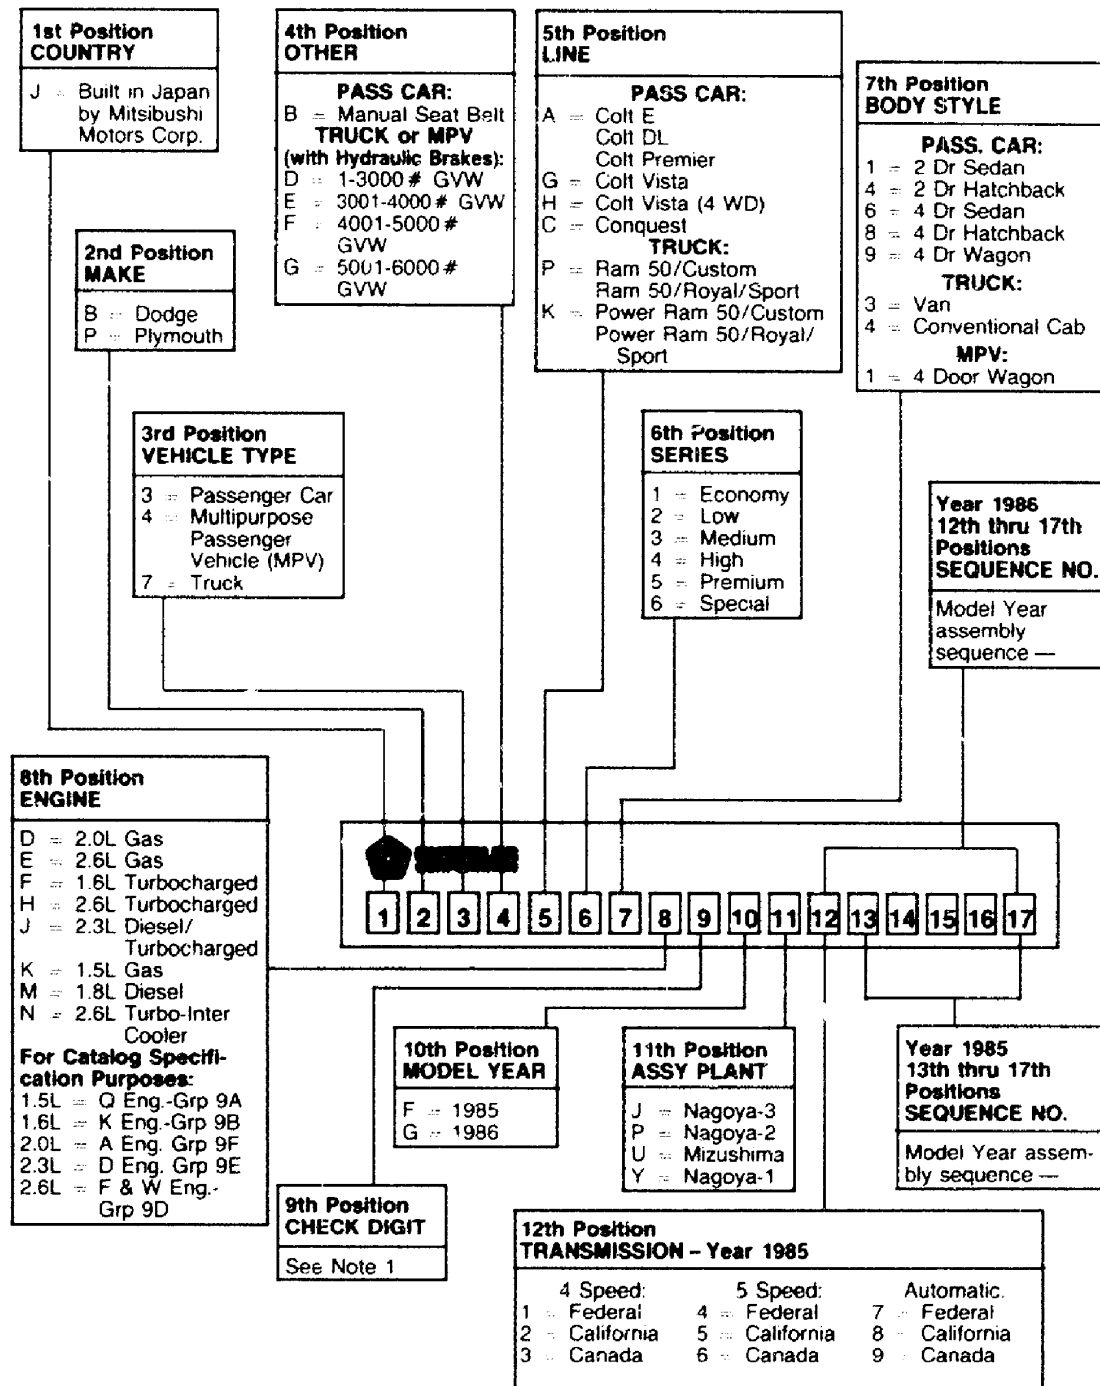 1st Position
COUNTRY
J = Built in Japan
by Mitsibushi
Motors Corp.
2nd Position
MAKE
B = Dodge
P = Plymouth
3rd Position
VEHICLE TYPE
3 = Passenger Car
4 = Multipurpose
Passenger
Vehicle (MPV)
7 = Truck
4th Position
OTHER
PASS CAR:
B = Manual Seat Belt
TRUCK or MPV
(with Hydraulic Brakes):
D = 1-3000# GVW
E = 3001-4000# GVW
F = 4001-5000#
GVW
G = 5001-6000#
GVW
5th Position
LINE
PASS CAR:
A = Colt E
Colt DL
Colt Premier
G = Colt Vista
H = Colt Vista (4 WD)
C = Conquest
TRUCK:
P = Ram 50/Custom
Ram 50/Royal/Sport
K = Power Ram 50/Custom
Power Ram 50/Royal/
Sport
6th Position
SERIES
1 = Economy
2 = Low
3 = Medium
4 = High
5 = Premium
6 = Special
7th Position
BODY STYLE
PASS. CAR:
1 = 2 Dr Sedan
4 = 2 Dr Hatchback
6 = 4 Dr Sedan
8 = 4 Dr Hatchback
9 = 4 Dr Wagon
TRUCK:
3 = Van
4 = Conventional Cab
MPV:
1 = 4 Door Wagon
Year 1986
12th thru 17th
Positions
SEQUENCE NO.
Model Year
assembly
sequence —
8th Position
ENGINE
D = 2.0L Gas
E = 2.6L Gas
F = 1.6L Turbocharged
H = 2.6L Turbocharged
J = 2.3L Diesel/
Turbocharged
K = 1.5L Gas
M = 1.8L Diesel
N = 2.6L Turbo-Inter
Cooler
For Catalog Specifi-
cation Purposes:
1.5L = Q Eng.-Grp 9A
1.6L = K Eng.-Grp 9B
2.0L = A Eng. Grp 9F
2.3L = D Eng. Grp 9E
2.6L = F & W Eng.-
Grp 9D
1 2 3 4 5 6 7 8 9 10 11 12 13 14 15 16 17
9th Position
CHECK DIGIT
See Note 1
10th Position
MODEL YEAR
F = 1985
G = 1986
11th Position
ASSY PLANT
J = Nagoya-3
P = Nagoya-2
U = Mizushima
Y = Nagoya-1
Year 1985
13th thru 17th
Positions
SEQUENCE NO.
Model Year assem-
bly sequence —
12th Position
TRANSMISSION – Year 1985
4 Speed: 5 Speed: Automatic.
1 = Federal 4 = Federal 7 = Federal
2 = California 5 = California 8 = California
3 = Canada 6 = Canada 9 = Canada